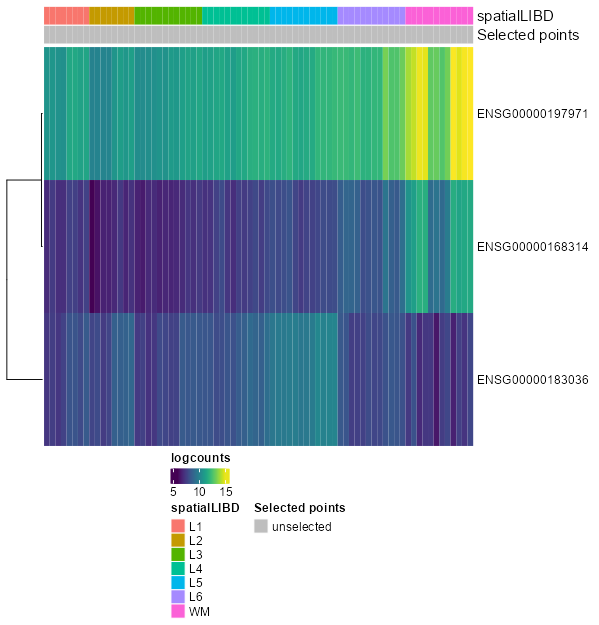 spatialLIBD
Selected points
ENSG00000197971
ENSG00000168314
ENSG00000183036
logcounts
5 10 15
spatialLIBD Selected points
L1 unselected
L2
L3
L4
L5
L6
WM